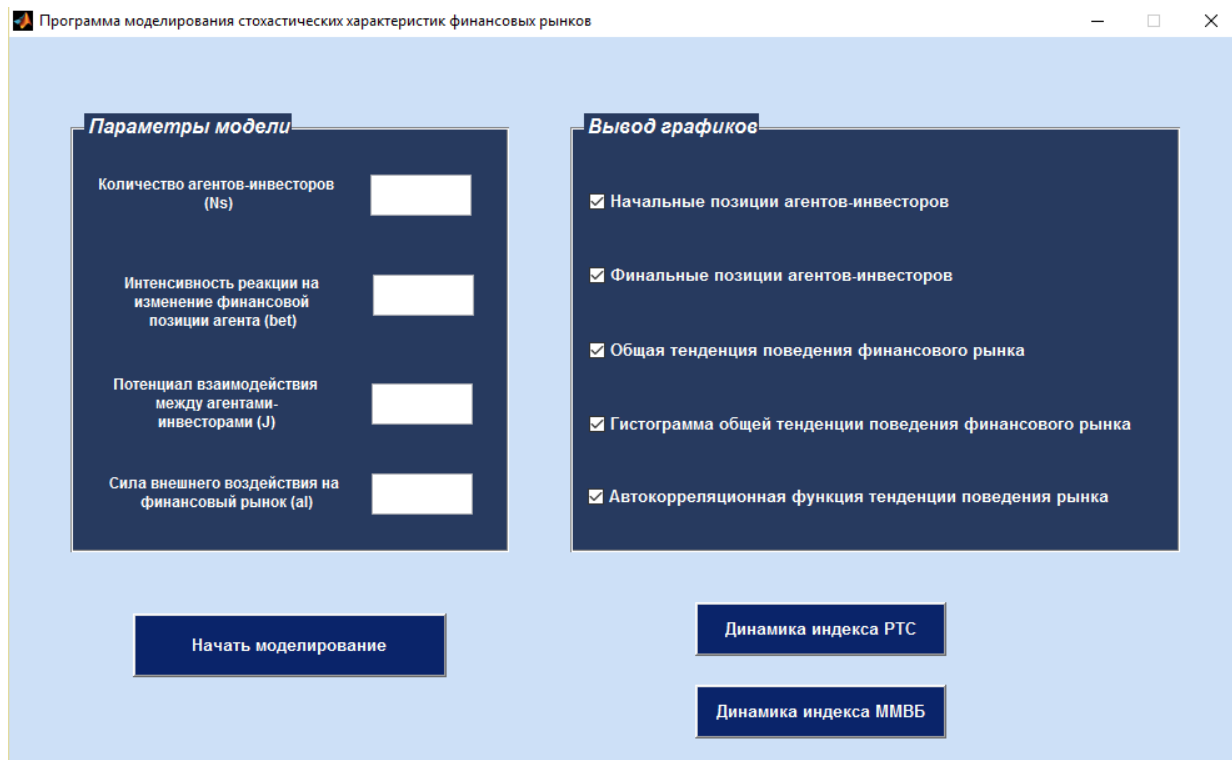 Программа моделирования стохастических характеристик финансовых рынков
Параметры модели
Количество агентов-инвесторов
(Ns)
Интенсивность реакции на
изменение финансовой
позиции агента (bet)
Потенциал взаимодействия
между агентами-
инвесторами (J)
Сила внешнего воздействия на
финансовый рынок (al)
Вывод графиков
Начальные позиции агентов-инвесторов
Финальные позиции агентов-инвесторов
Общая тенденция поведения финансового рынка
Гистограмма общей тенденции поведения финансового рынка
Автокорреляционная функция тенденции поведения рынка
Начать моделирование
Динамика индекса РТС
Динамика индекса ММВБ